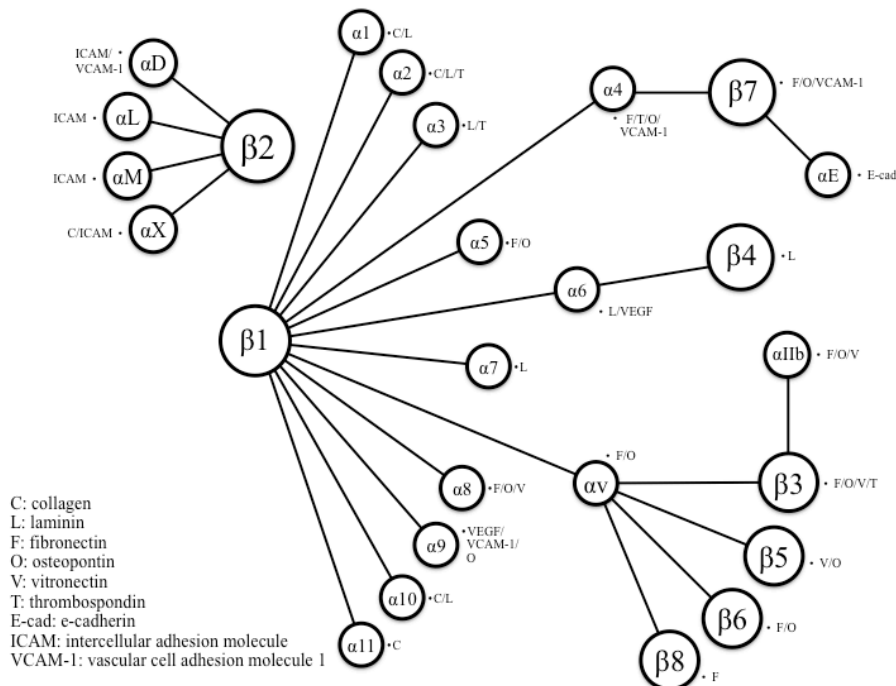 α1
•C/L
ICAM/ •
VCAM-1
αD
α2
•C/L/T
α4
β7
• F/O/VCAM-1
ICAM •
αL
α3
•L/T
• F/T/O/
VCAM-1
β2
ICAM •
αM
αE
• E-cad
C/ICAM •
αX
α5
•F/O
β4
• L
α6
• L/VEGF
β1
αIIb
• F/O/V
α7
•L
• F/O
αv
β3
• F/O/V/T
α8
•F/O/V
α9
•VEGF/
VCAM-1/
O
β5
• V/O
α10
•C/L
β6
• F/O
α11
•C
β8
• F
C: collagen
L: laminin
F: fibronectin
O: osteopontin
V: vitronectin
T: thrombospondin
E-cad: e-cadherin
ICAM: intercellular adhesion molecule
VCAM-1: vascular cell adhesion molecule 1